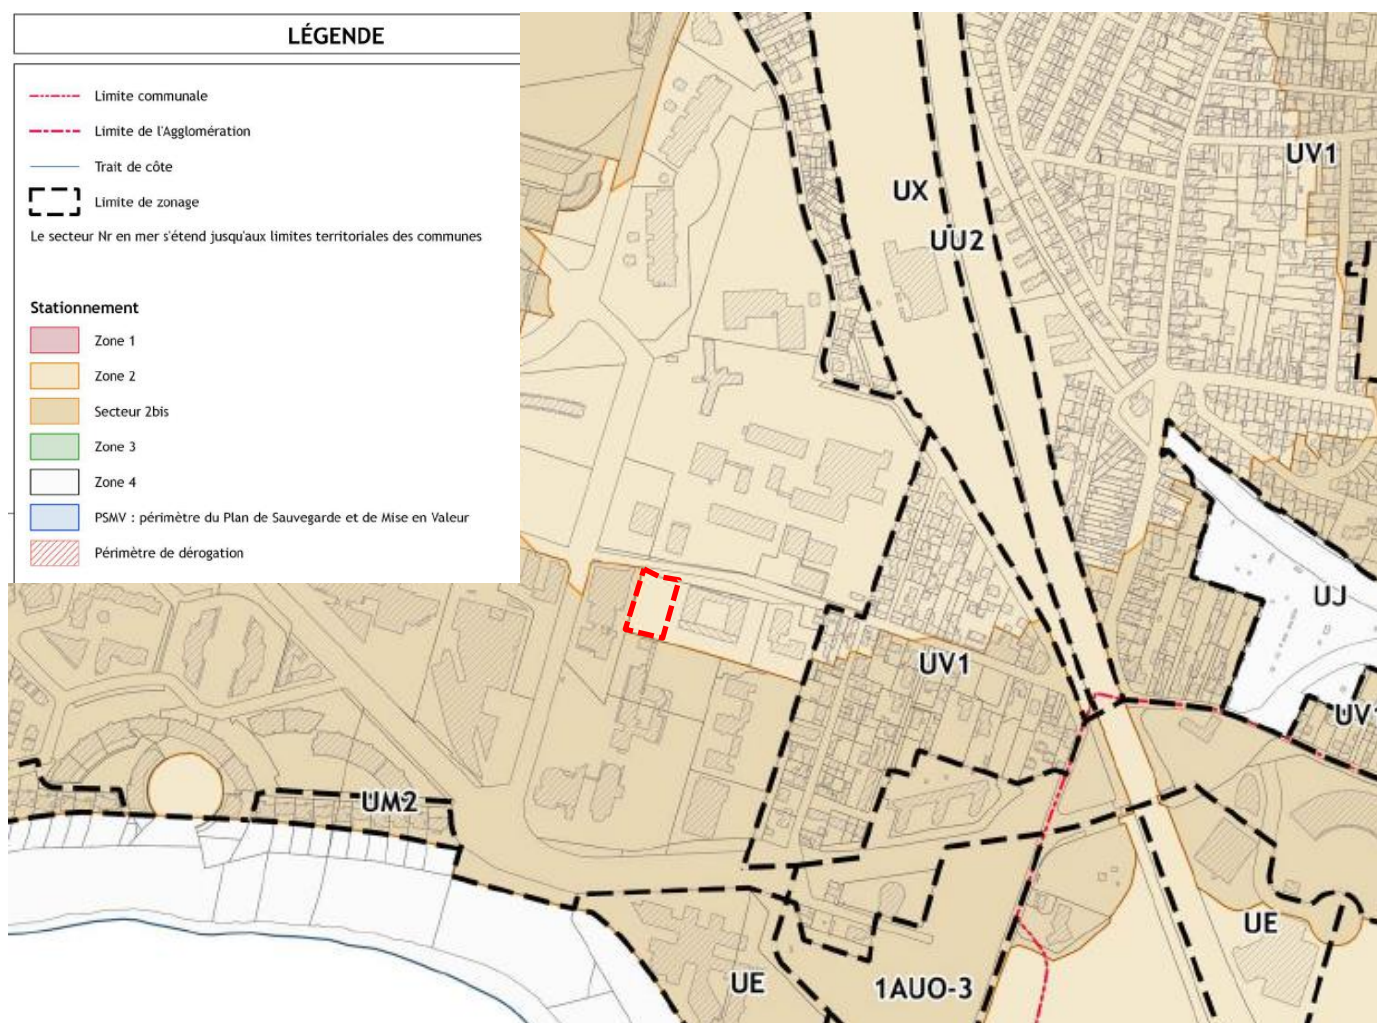 LÉGENDE
Limite communale
Limite de l'Agglomération
Trait de côte
Limite de zonage
Le secteur Nr en mer s'étend jusqu'aux limites territoriales des communes
Stationnement
Zone 1
Zone 2
Secteur 2bis
Zone 3
Zone 4
PSMV : périmètre du Plan de Sauvegarde et de Mise en Valeur
Périmètre de dérogation
UV1
UX
UU2
UJ
UV1
UV1
UM2
UE
UE
1AUO-3